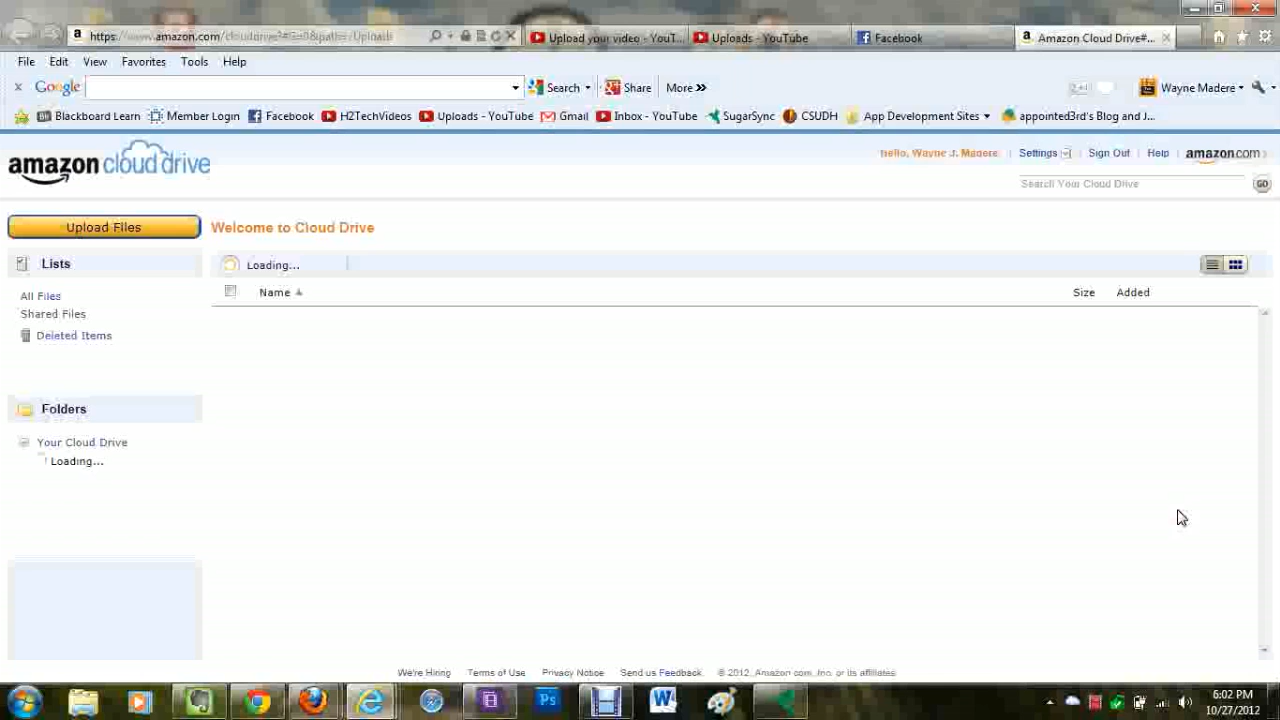 https://www.amazon.com/clouddrive
Upload your video - YouT...
Uploads - YouTube
Facebook
Amazon Cloud Drive#...
File Edit View Favorites Tools Help
Google Search Share More »
Wayne Madere
Blackboard Learn Member Login Facebook H2TechVideos Uploads - YouTube Gmail Inbox - YouTube SugarSync CSUDH App Development Sites appointed3rd's Blog and J...
amazon cloud drive
Hello, Wayne J. Madere Settings Sign Out Help amazon.com
Search Your Cloud Drive GO
Upload Files
Welcome to Cloud Drive
Lists
Loading...
Name Size Added
All Files
Shared Files
Deleted Items
Folders
Your Cloud Drive
Loading...
We're Hiring Terms of Use Privacy Notice Send us Feedback © 2012, Amazon.com, Inc. or its affiliates
Ps W
6:02 PM
10/27/2012